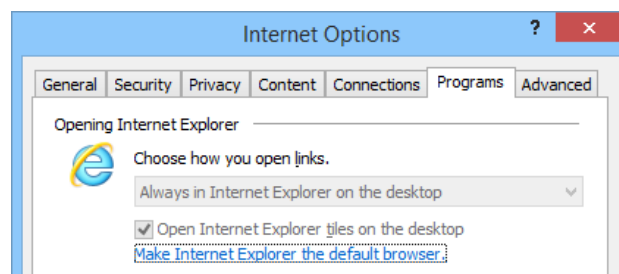 Internet Options
?
×
General Security Privacy Content Connections Programs Advanced
Opening Internet Explorer
Choose how you open links.
Always in Internet Explorer on the desktop
Open Internet Explorer tiles on the desktop
Make Internet Explorer the default browser.